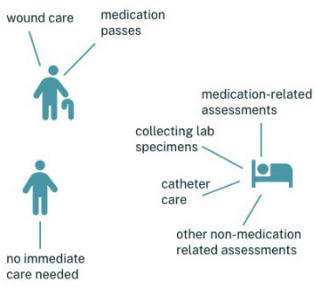 wound care
medication
passes
medication-related
assessments
collecting lab
specimens
catheter
care
other non-medication
related assessments
no immediate
care needed